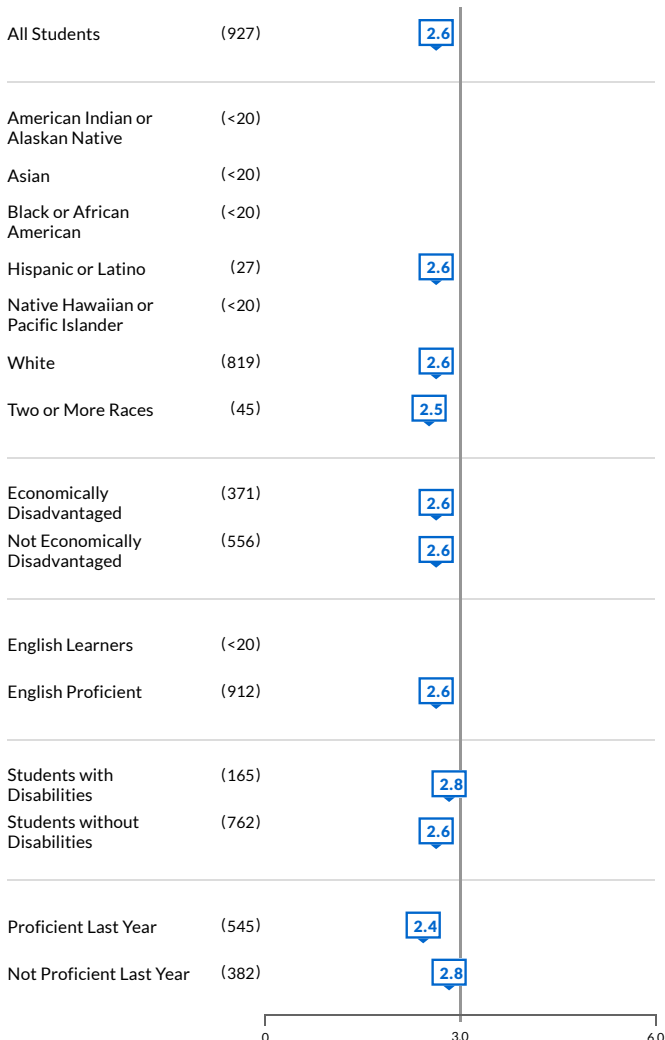 All Students (927) 2.6
American Indian or (<20)
Alaskan Native
Asian (<20)
Black or African (<20)
American
Hispanic or Latino (27) 2.6
Native Hawaiian or (<20)
Pacific Islander
White (819) 2.6
Two or More Races (45) 2.5
Economically (371) 2.6
Disadvantaged
Not Economically (556) 2.6
Disadvantaged
English Learners (<20)
English Proficient (912) 2.6
Students with (165) 2.8
Disabilities
Students without (762) 2.6
Disabilities
Proficient Last Year (545) 2.4
Not Proficient Last Year (382) 2.8
0 3.0 6.0